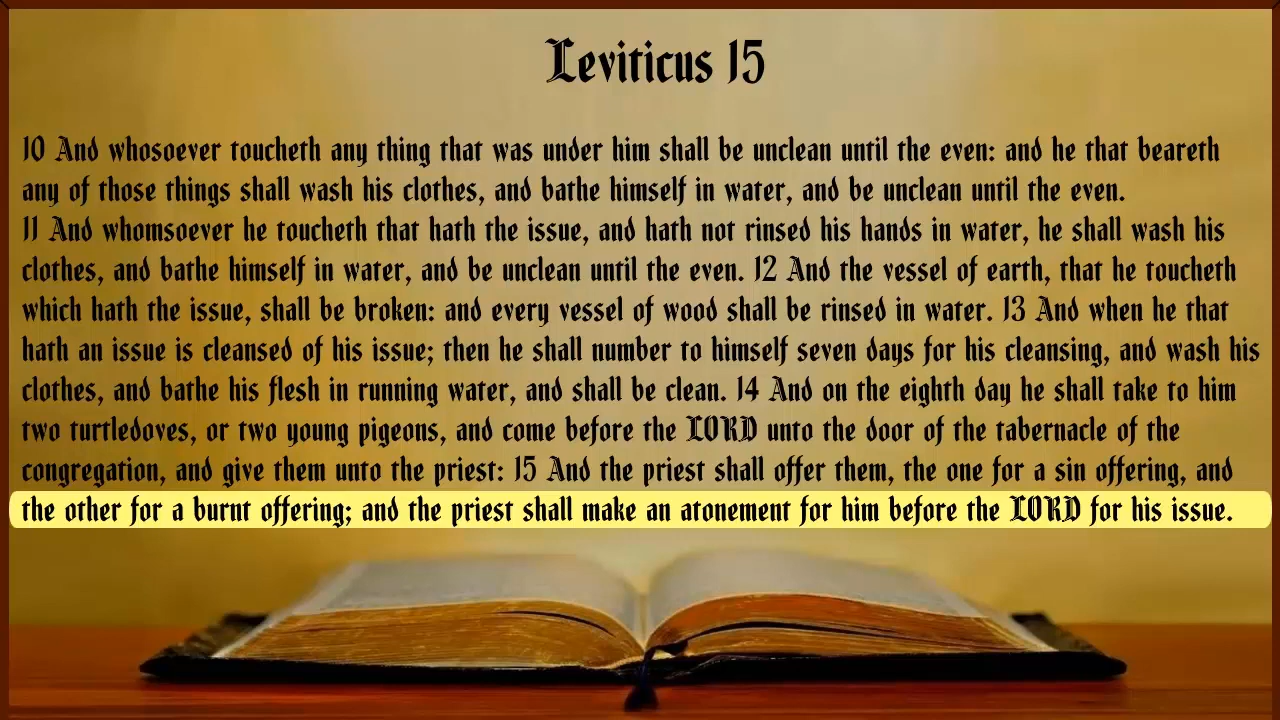 Leviticus 15
10 And whosoever toucheth any thing that was under him shall be unclean until the even: and he that beareth
any of those things shall wash his clothes, and bathe himself in water, and be unclean until the even.
11 And whomsoever he toucheth that hath the issue, and hath not rinsed his hands in water, he shall wash his
clothes, and bathe himself in water, and be unclean until the even. 12 And the vessel of earth, that he toucheth
which hath the issue, shall be broken: and every vessel of wood shall be rinsed in water. 13 And when he that
hath an issue is cleansed of his issue; then he shall number to himself seven days for his cleansing, and wash his
clothes, and bathe his flesh in running water, and shall be clean. 14 And on the eighth day he shall take to him
two turtledoves, or two young pigeons, and come before the LORD unto the door of the tabernacle of the
congregation, and give them unto the priest: 15 And the priest shall offer them, the one for a sin offering, and
the other for a burnt offering; and the priest shall make an atonement for him before the LORD for his issue.